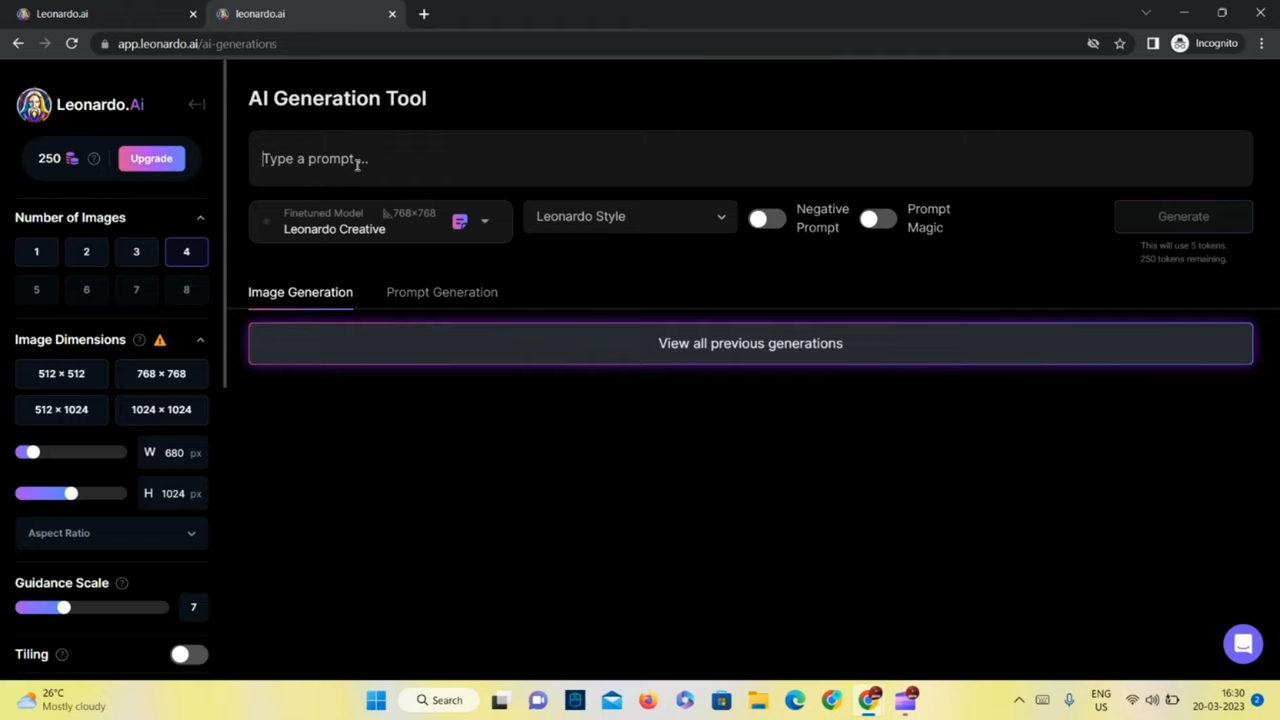 Leonardo.ai
leonardo.ai
app.leonardo.ai/ai-generations
Incognito
Leonardo.Ai
250
Upgrade
Number of Images
1 2 3 4
5 6 7 8
Image Dimensions
512 × 512 768 × 768
512 × 1024 1024 × 1024
W 680 px
H 1024 px
Aspect Ratio
Guidance Scale
7
Tiling
AI Generation Tool
Type a prompt...
Finetuned Model 768×768
Leonardo Creative
Leonardo Style
Negative
Prompt
Prompt
Magic
Generate
This will use 5 tokens.
250 tokens remaining.
Image Generation Prompt Generation
View all previous generations
26°C
Mostly cloudy
Search
ENG
US
16:30
20-03-2023
2